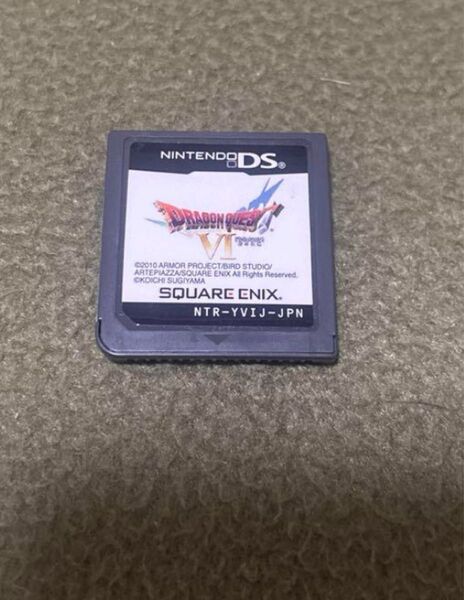 NINTENDO DS®
DRAGON QUEST
VI
©2010 ARMOR PROJECT/BIRD STUDIO/
ARTEPIAZZA/SQUARE ENIX All Rights Reserved.
©KOICHI SUGIYAMA
SQUARE ENIX.
NTR-YVIJ-JPN